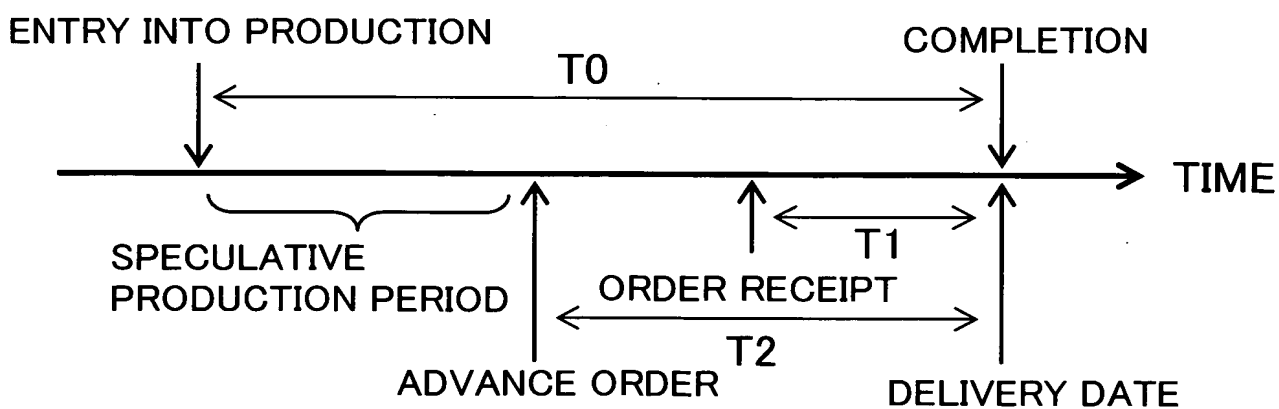 ENTRY INTO PRODUCTION
COMPLETION
T0
TIME
SPECULATIVE
PRODUCTION PERIOD
T1
ORDER RECEIPT
T2
ADVANCE ORDER
DELIVERY DATE